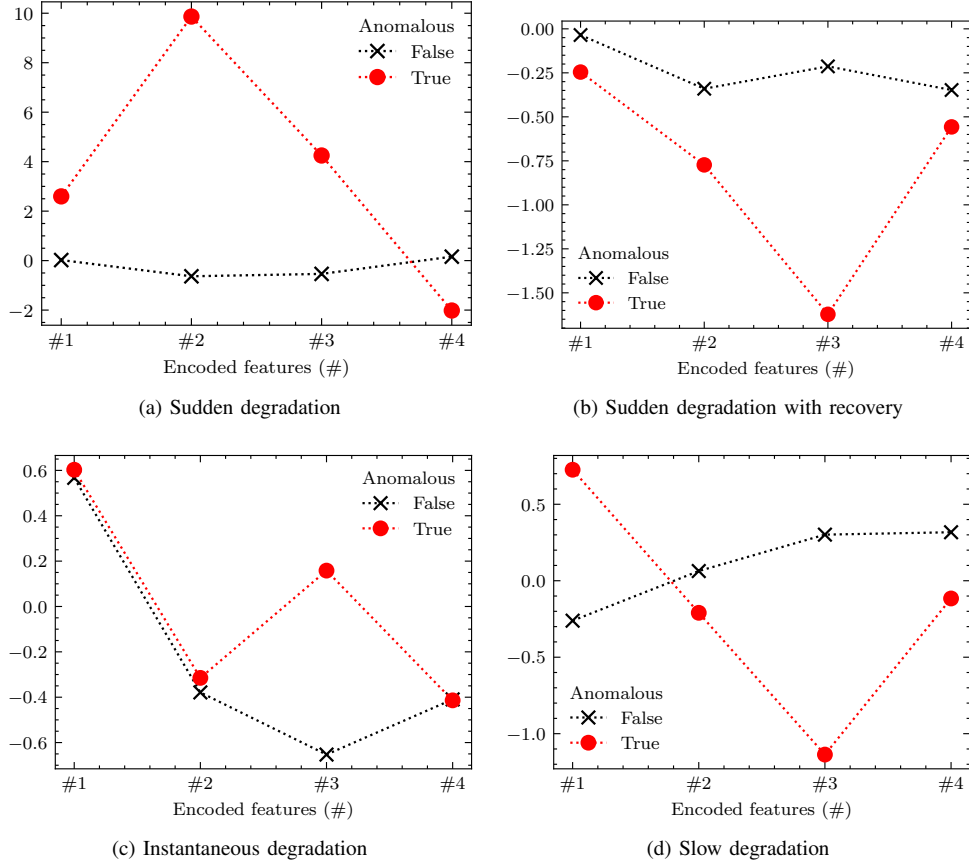 10
8
6
4
2
0
−2
Anomalous
False
True
#1 #2 #3 #4
Encoded features (#)
(a) Sudden degradation
0.00
−0.25
−0.50
−0.75
−1.00
−1.25
−1.50
Anomalous
False
True
#1 #2 #3 #4
Encoded features (#)
(b) Sudden degradation with recovery
0.6
0.4
0.2
0.0
−0.2
−0.4
−0.6
Anomalous
False
True
#1 #2 #3 #4
Encoded features (#)
(c) Instantaneous degradation
0.5
0.0
−0.5
−1.0
Anomalous
False
True
#1 #2 #3 #4
Encoded features (#)
(d) Slow degradation